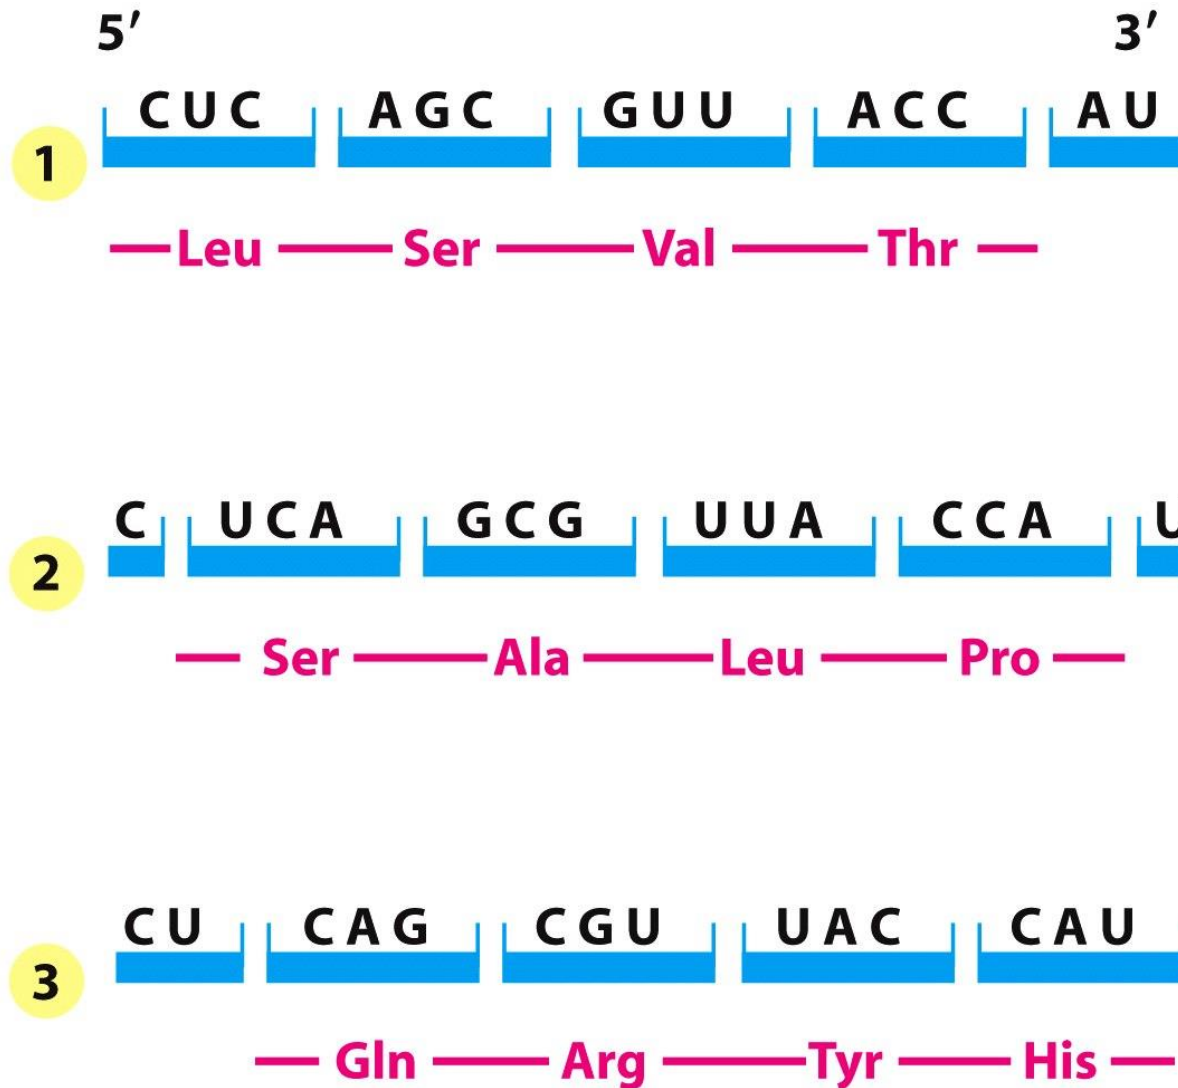 5′ 3′
CUC AGC GUU ACC AU
1
Leu Ser Val Thr
C UCA GCG UUA CCA U
2
Ser Ala Leu Pro
CU CAG CGU UAC CAU
3
Gln Arg Tyr His